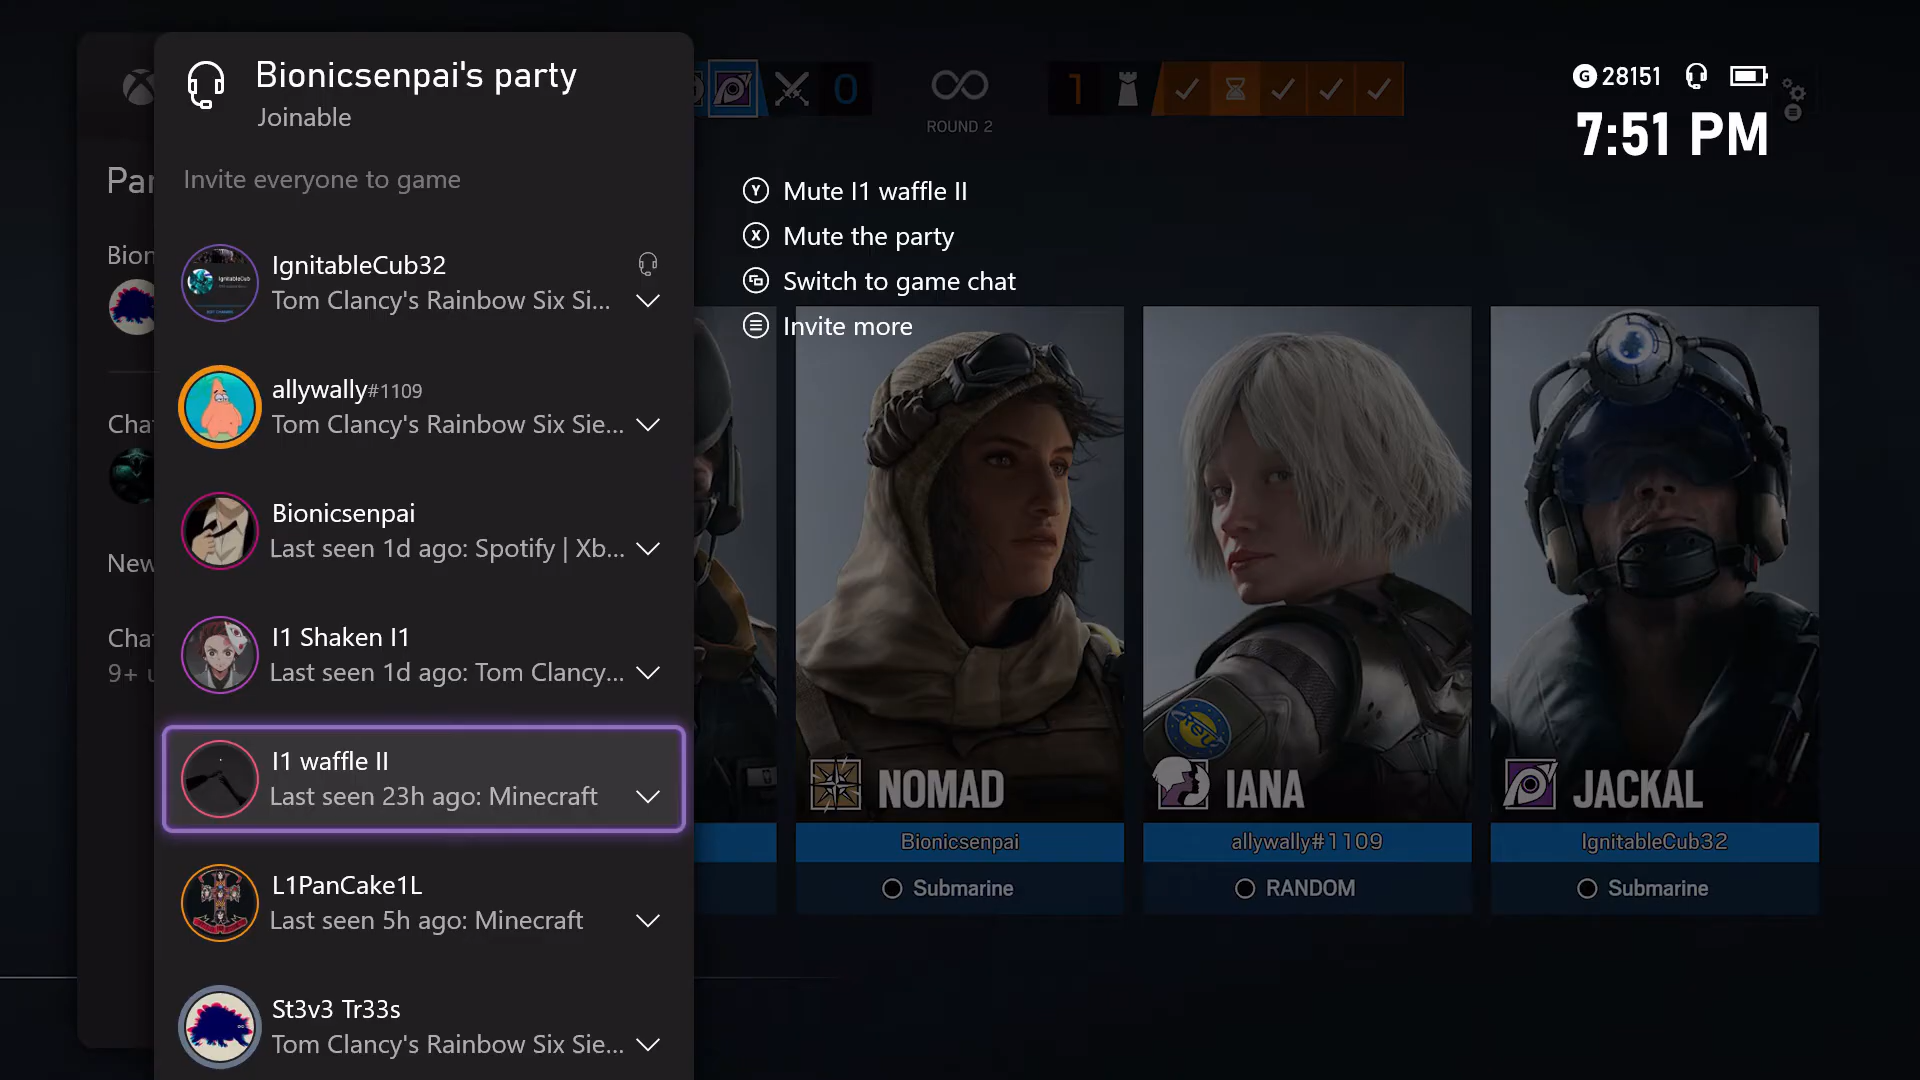 Bionicsenpai's party
Joinable
Invite everyone to game
IgnitableCub32
Tom Clancy's Rainbow Six Si...
allywally#1109
Tom Clancy's Rainbow Six Sie...
Bionicsenpai
Last seen 1d ago: Spotify | Xb...
I1 Shaken I1
Last seen 1d ago: Tom Clancy...
I1 waffle II
Last seen 23h ago: Minecraft
L1PanCake1L
Last seen 5h ago: Minecraft
St3v3 Tr33s
Tom Clancy's Rainbow Six Sie...
Par
Bion
Cha
New
Cha
9+ u
0
ROUND 2
1
G 28151
7:51 PM
Y Mute I1 waffle II
X Mute the party
Switch to game chat
Invite more
NOMAD
Bionicsenpai
Submarine
REU
IANA
allywally#1109
RANDOM
JACKAL
IgnitableCub32
Submarine